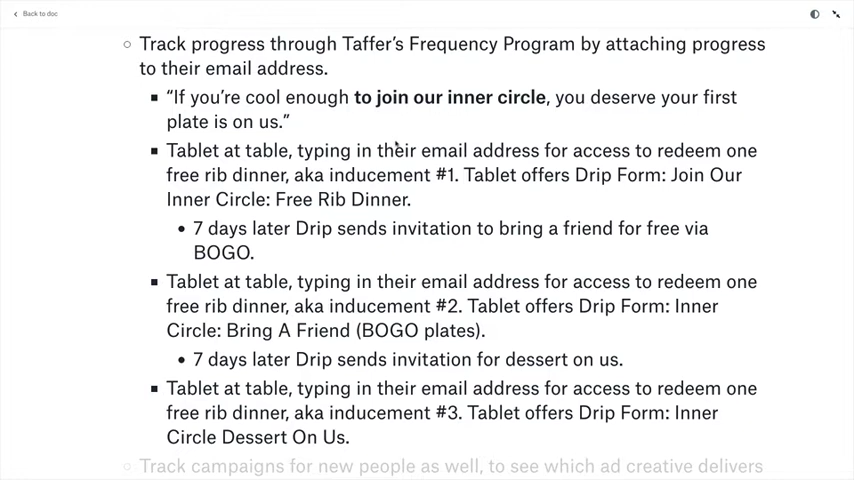 Back to doc
Track progress through Taffer’s Frequency Program by attaching progress
to their email address.
“If you’re cool enough to join our inner circle, you deserve your first
plate is on us.”
Tablet at table, typing in their email address for access to redeem one
free rib dinner, aka inducement #1. Tablet offers Drip Form: Join Our
Inner Circle: Free Rib Dinner.
7 days later Drip sends invitation to bring a friend for free via
BOGO.
Tablet at table, typing in their email address for access to redeem one
free rib dinner, aka inducement #2. Tablet offers Drip Form: Inner
Circle: Bring A Friend (BOGO plates).
7 days later Drip sends invitation for dessert on us.
Tablet at table, typing in their email address for access to redeem one
free rib dinner, aka inducement #3. Tablet offers Drip Form: Inner
Circle Dessert On Us.
Track campaigns for new people as well, to see which ad creative delivers